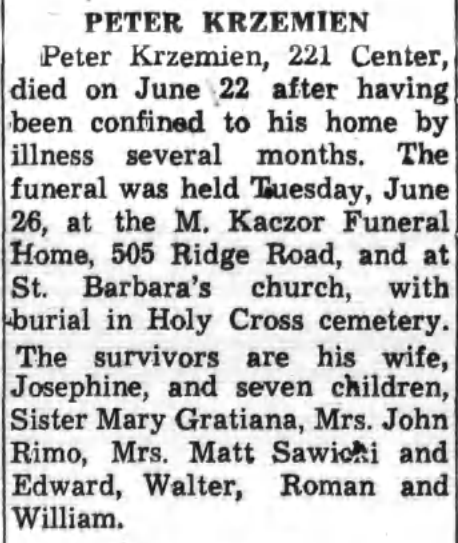 PETER KRZEMIEN
Peter Krzemien, 221 Center,
died on June 22 after having
been confined to his home by
illness several months. The
funeral was held Tuesday, June
26, at the M. Kaczor Funeral
Home, 505 Ridge Road, and at
St. Barbara's church, with
burial in Holy Cross cemetery.
The survivors are his wife,
Josephine, and seven children,
Sister Mary Gratiana, Mrs. John
Rimo, Mrs. Matt Sawicki and
Edward, Walter, Roman and
William.